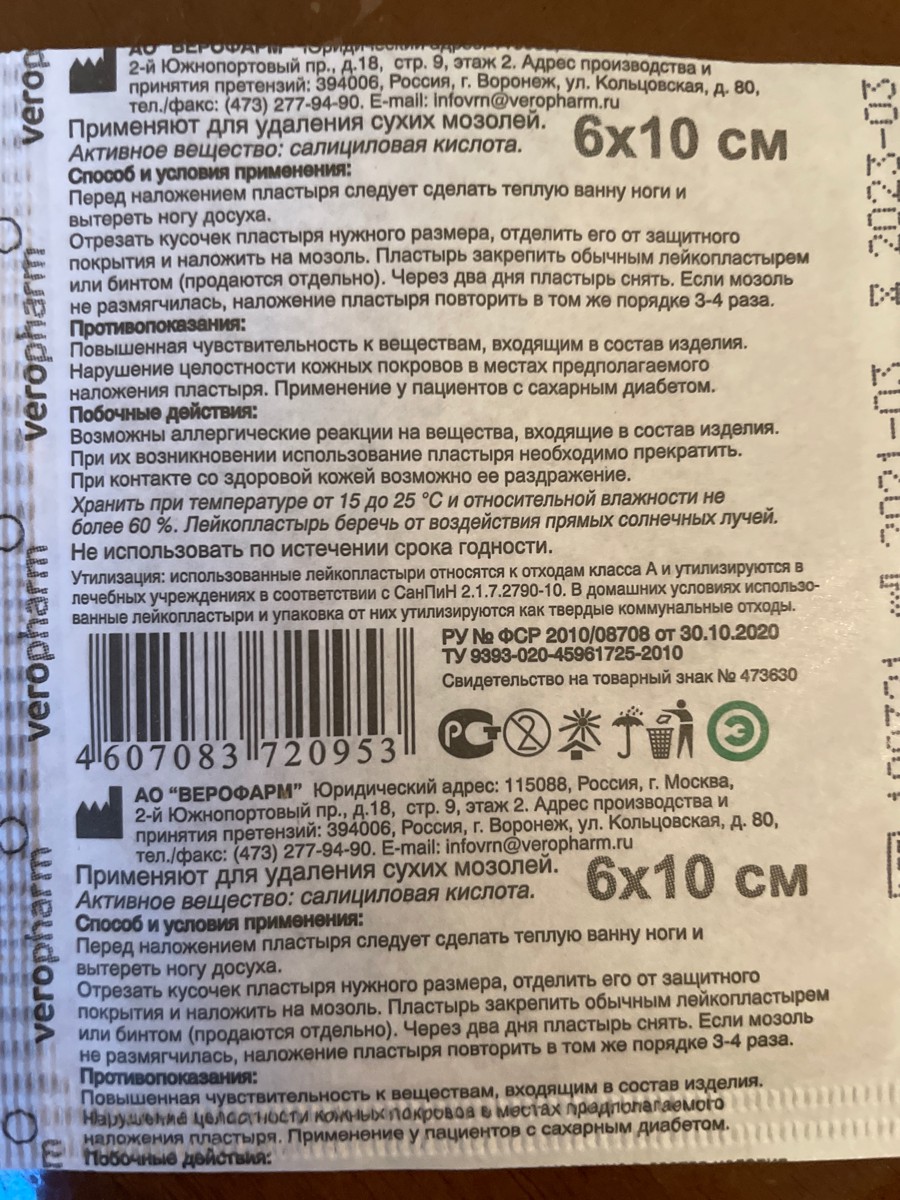 АО "ВЕРОФАРМ" Юридический адрес:
2-й Южнопортовый пр., д.18, стр. 9, этаж 2. Адрес производства и
принятия претензий: 394006, Россия, г. Воронеж, ул. Кольцовская, д. 80,
тел./факс: (473) 277-94-90. E-mail: infovrn@veropharm.ru
Применяют для удаления сухих мозолей.
Активное вещество: салициловая кислота.
6х10 см
Способ и условия применения:
Перед наложением пластыря следует сделать теплую ванну ноги и
вытереть ногу досуха.
Отрезать кусочек пластыря нужного размера, отделить его от защитного
покрытия и наложить на мозоль. Пластырь закрепить обычным лейкопластырем
или бинтом (продаются отдельно). Через два дня пластырь снять. Если мозоль
не размягчилась, наложение пластыря повторить в том же порядке 3-4 раза.
Противопоказания:
Повышенная чувствительность к веществам, входящим в состав изделия.
Нарушение целостности кожных покровов в местах предполагаемого
наложения пластыря. Применение у пациентов с сахарным диабетом.
Побочные действия:
Возможны аллергические реакции на вещества, входящие в состав изделия.
При их возникновении использование пластыря необходимо прекратить.
При контакте со здоровой кожей возможно ее раздражение.
Хранить при температуре от 15 до 25 °С и относительной влажности не
более 60 %. Лейкопластырь беречь от воздействия прямых солнечных лучей.
Не использовать по истечении срока годности.
Утилизация: использованные лейкопластыри относятся к отходам класса А и утилизируются в
лечебных учреждениях в соответствии с СанПиН 2.1.7.2790-10. В домашних условиях использо-
ванные лейкопластыри и упаковка от них утилизируются как твердые коммунальные отходы.
РУ № ФСР 2010/08708 от 30.10.2020
ТУ 9393-020-45961725-2010
Свидетельство на товарный знак № 473630
4 607083 720953
2
Э
АО "ВЕРОФАРМ" Юридический адрес: 115088, Россия, г. Москва,
2-й Южнопортовый пр., д.18, стр. 9, этаж 2. Адрес производства и
принятия претензий: 394006, Россия, г. Воронеж, ул. Кольцовская, д. 80,
тел./факс: (473) 277-94-90. E-mail: infovrn@veropharm.ru
Применяют для удаления сухих мозолей.
Активное вещество: салициловая кислота.
6х10 см
Способ и условия применения:
Перед наложением пластыря следует сделать теплую ванну ноги и
вытереть ногу досуха.
Отрезать кусочек пластыря нужного размера, отделить его от защитного
покрытия и наложить на мозоль. Пластырь закрепить обычным лейкопластырем
или бинтом (продаются отдельно). Через два дня пластырь снять. Если мозоль
не размягчилась, наложение пластыря повторить в том же порядке 3-4 раза.
Противопоказания:
Повышенная чувствительность к веществам, входящим в состав изделия.
Нарушение целостности кожных покровов в местах предполагаемого
наложения пластыря. Применение у пациентов с сахарным диабетом.
Побочные действия:
verop
veropharm
veropharm
veropharm
m
2023-03
2021-03